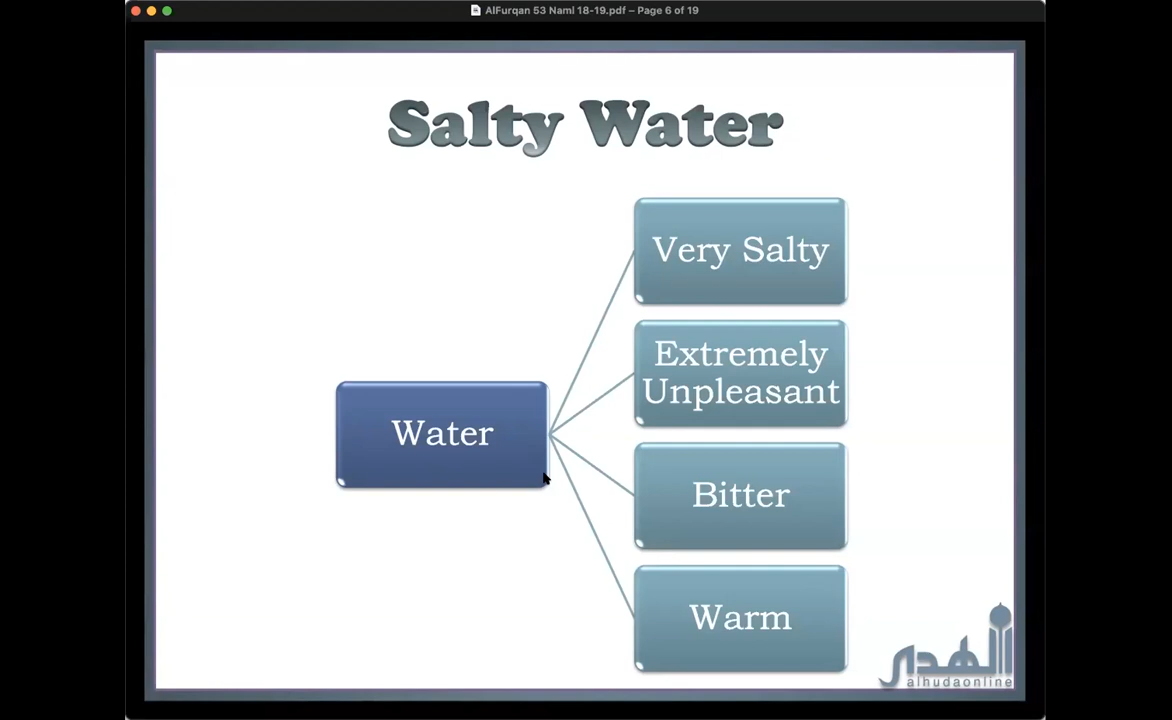 AlFurqan 53 Naml 18-19.pdf – Page 6 of 19
Salty Water
Very Salty
Extremely
Unpleasant
Water
Bitter
Warm
الهدى
alhudaonline